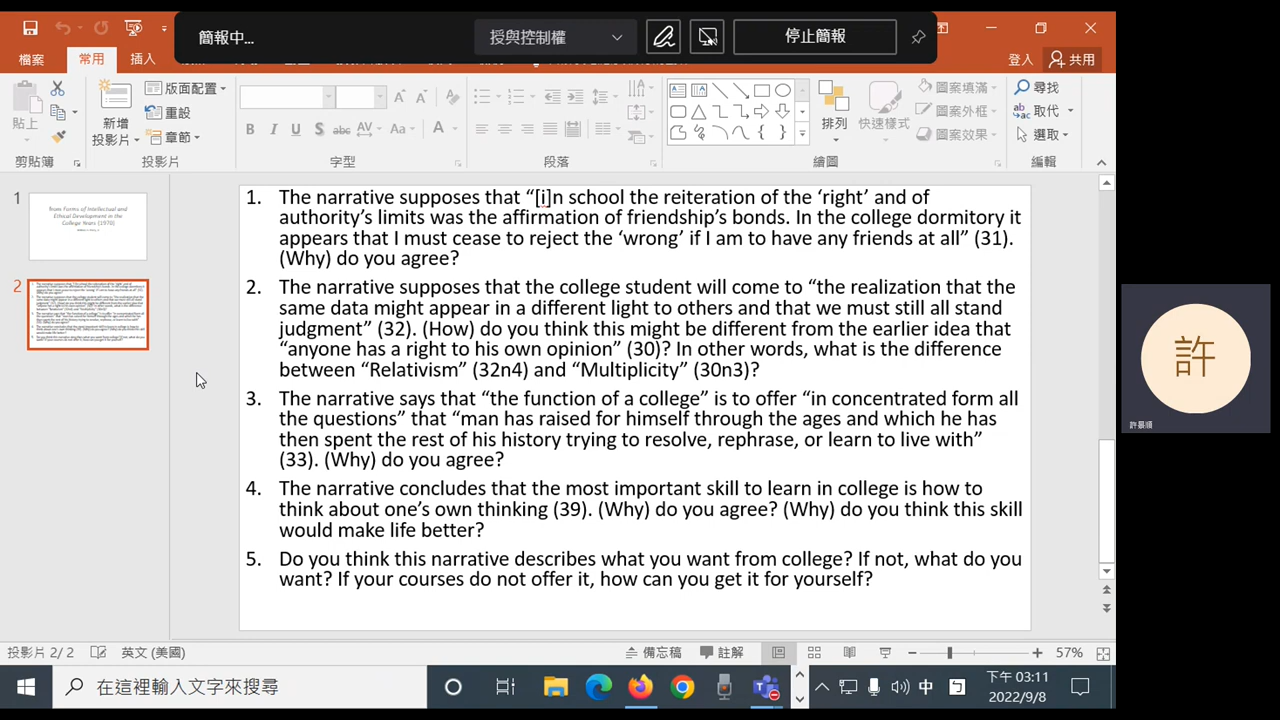 簡報中...
授與控制權
停止簡報
檔案
常用
插入
登入
共用
貼上
新增
投影片
版面配置
重設
章節
排列
快速樣式
圖案填滿
圖案外框
圖案效果
尋找
取代
選取
剪貼簿
投影片
字型
段落
繪圖
編輯
1
2
1. The narrative supposes that “[i]n school the reiteration of the ‘right’ and of
authority’s limits was the affirmation of friendship’s bonds. In the college dormitory it
appears that I must cease to reject the ‘wrong’ if I am to have any friends at all” (31).
(Why) do you agree?
2. The narrative supposes that the college student will come to “the realization that the
same data might appear in a different light to others and that we must still all stand
judgment” (32). (How) do you think this might be different from the earlier idea that
“anyone has a right to his own opinion” (30)? In other words, what is the difference
between “Relativism” (32n4) and “Multiplicity” (30n3)?
3. The narrative says that “the function of a college” is to offer “in concentrated form all
the questions” that “man has raised for himself through the ages and which he has
then spent the rest of his history trying to resolve, rephrase, or learn to live with”
(33). (Why) do you agree?
4. The narrative concludes that the most important skill to learn in college is how to
think about one’s own thinking (39). (Why) do you agree? (Why) do you think this skill
would make life better?
5. Do you think this narrative describes what you want from college? If not, what do you
want? If your courses do not offer it, how can you get it for yourself?
許
許景順
投影片 2/ 2
英文 (美國)
備忘稿
註解
57%
在這裡輸入文字來搜尋
中
下午 03:11
2022/9/8